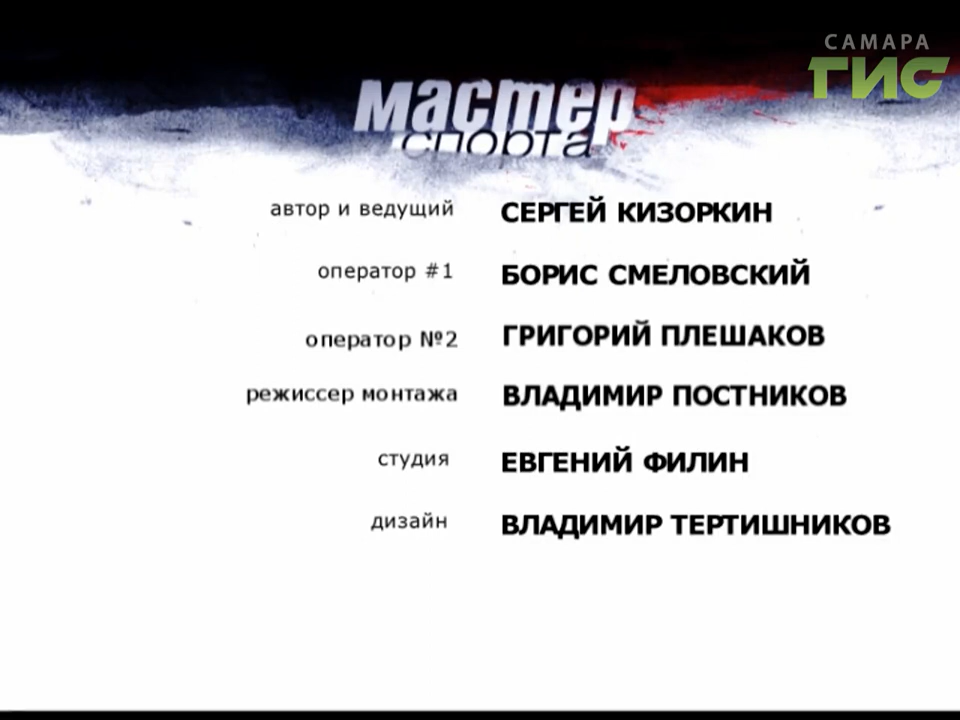 САМАРА
ГИС
мастер
спорта
автор и ведущий СЕРГЕЙ КИЗОРКИН
оператор #1 БОРИС СМЕЛОВСКИЙ
оператор №2 ГРИГОРИЙ ПЛЕШАКОВ
режиссер монтажа ВЛАДИМИР ПОСТНИКОВ
студия ЕВГЕНИЙ ФИЛИН
дизайн ВЛАДИМИР ТЕРТИШНИКОВ